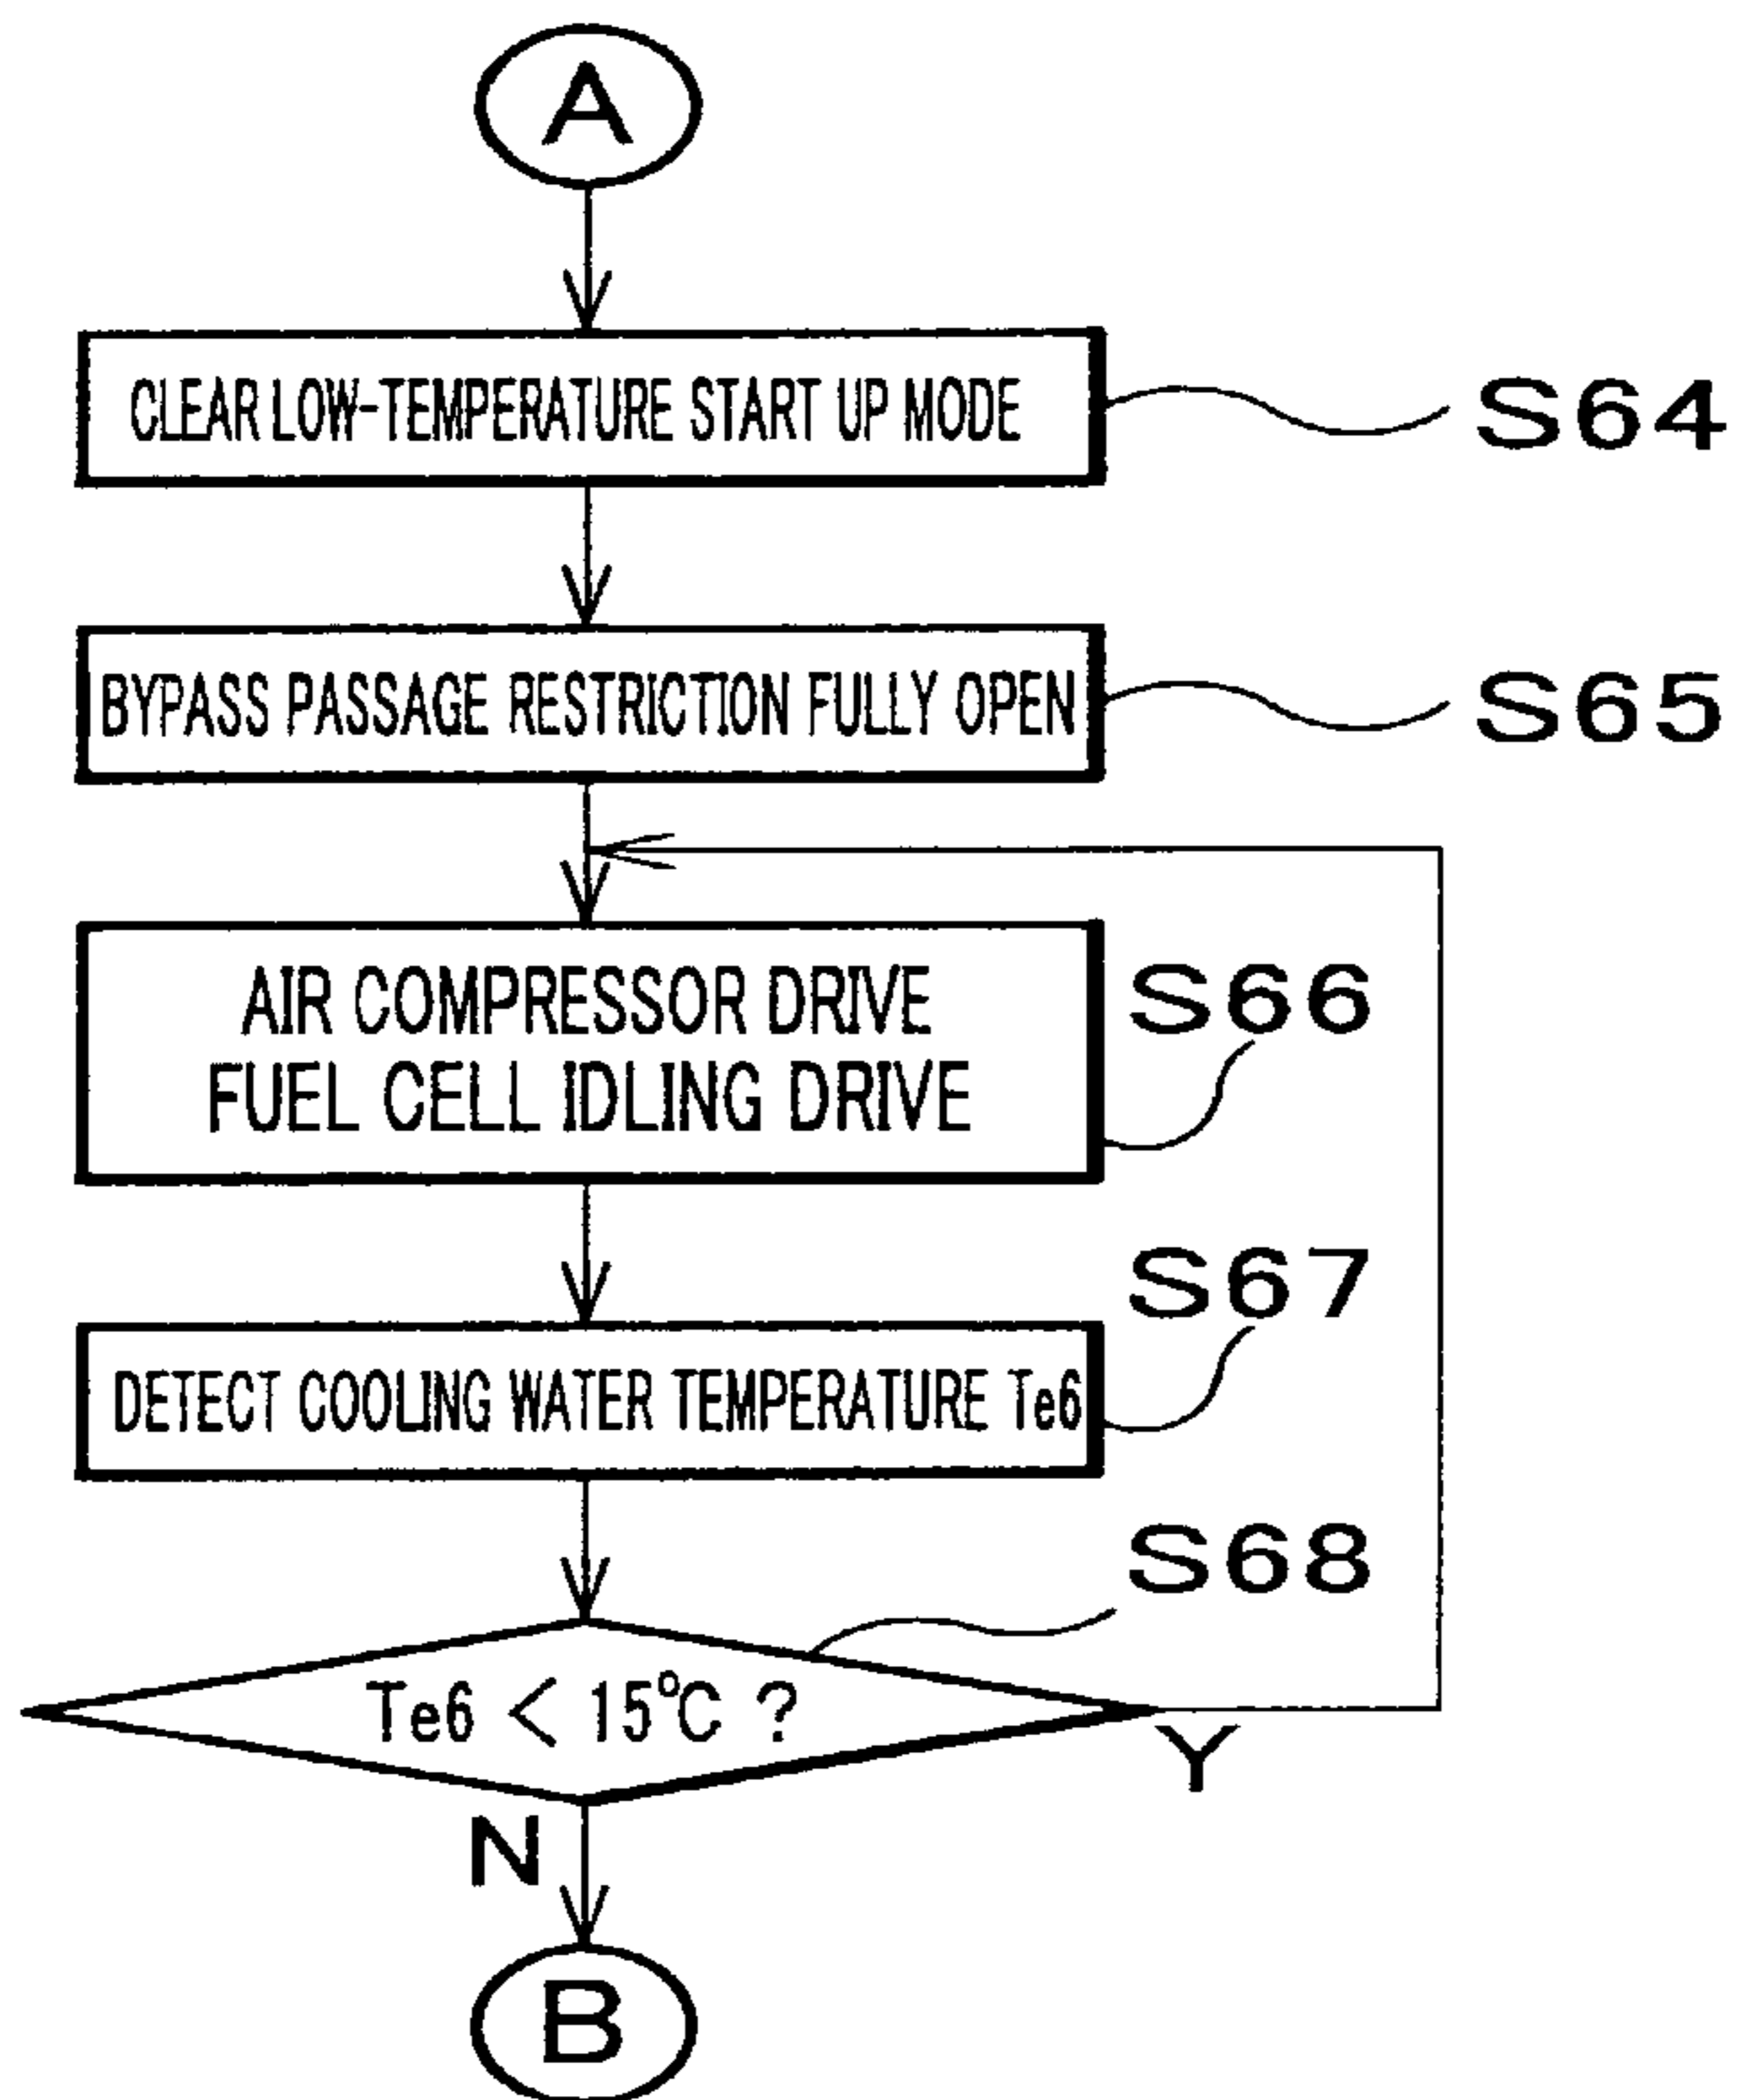 A
CLEAR LOW-TEMPERATURE START UP MODE
S64
BYPASS PASSAGE RESTRICTION FULLY OPEN
S65
AIR COMPRESSOR DRIVE
FUEL CELL IDLING DRIVE
S66
DETECT COOLING WATER TEMPERATURE Te6
S67
Te6 < 15℃ ?
S68
Y
N
B